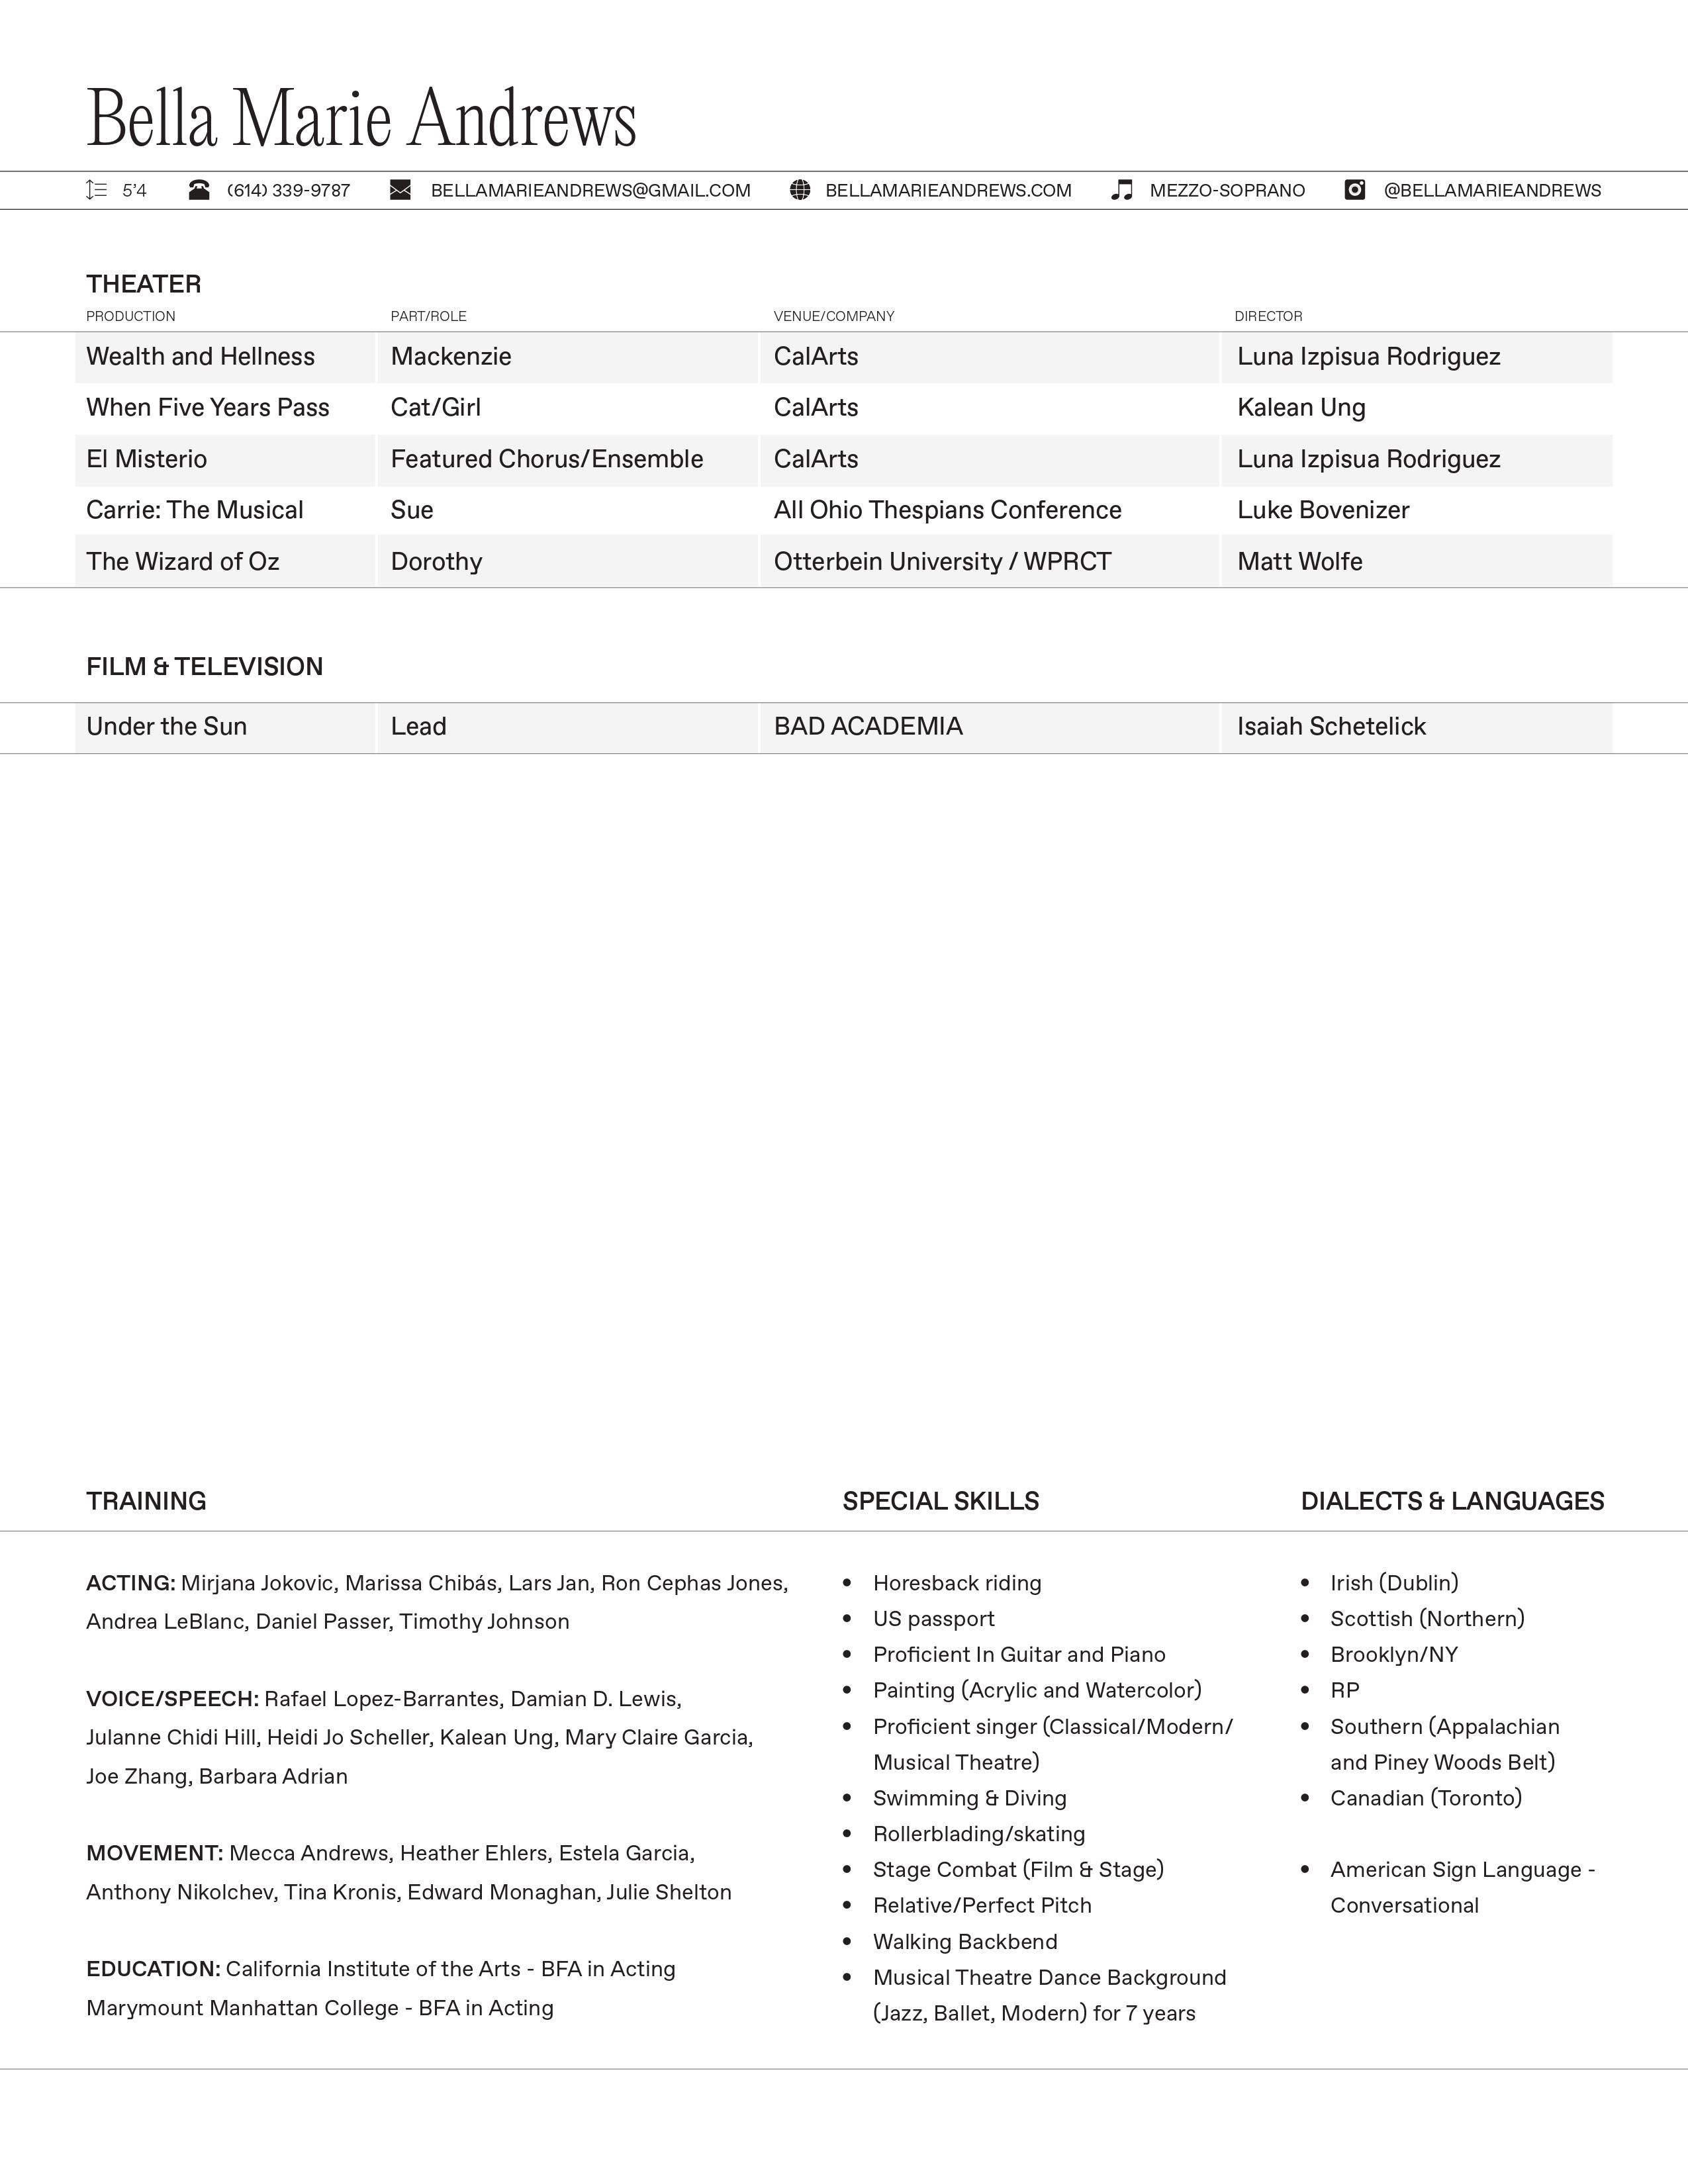 Bella Marie Andrews
5’4 (614) 339-9787 BELLAMARIEANDREWS@GMAIL.COM BELLAMARIEANDREWS.COM MEZZO-SOPRANO @BELLAMARIEANDREWS
THEATER
PRODUCTION PART/ROLE VENUE/COMPANY DIRECTOR
Wealth and Hellness Mackenzie CalArts Luna Izpisua Rodriguez
When Five Years Pass Cat/Girl CalArts Kalean Ung
El Misterio Featured Chorus/Ensemble CalArts Luna Izpisua Rodriguez
Carrie: The Musical Sue All Ohio Thespians Conference Luke Bovenizer
The Wizard of Oz Dorothy Otterbein University / WPRCT Matt Wolfe
FILM & TELEVISION
Under the Sun Lead BAD ACADEMIA Isaiah Schetelick
TRAINING
ACTING: Mirjana Jokovic, Marissa Chibás, Lars Jan, Ron Cephas Jones,
Andrea LeBlanc, Daniel Passer, Timothy Johnson
VOICE/SPEECH: Rafael Lopez-Barrantes, Damian D. Lewis,
Julanne Chidi Hill, Heidi Jo Scheller, Kalean Ung, Mary Claire Garcia,
Joe Zhang, Barbara Adrian
MOVEMENT: Mecca Andrews, Heather Ehlers, Estela Garcia,
Anthony Nikolchev, Tina Kronis, Edward Monaghan, Julie Shelton
EDUCATION: California Institute of the Arts - BFA in Acting
Marymount Manhattan College - BFA in Acting
SPECIAL SKILLS
• Horesback riding
• US passport
• Proficient In Guitar and Piano
• Painting (Acrylic and Watercolor)
• Proficient singer (Classical/Modern/
Musical Theatre)
• Swimming & Diving
• Rollerblading/skating
• Stage Combat (Film & Stage)
• Relative/Perfect Pitch
• Walking Backbend
• Musical Theatre Dance Background
(Jazz, Ballet, Modern) for 7 years
DIALECTS & LANGUAGES
• Irish (Dublin)
• Scottish (Northern)
• Brooklyn/NY
• RP
• Southern (Appalachian
and Piney Woods Belt)
• Canadian (Toronto)
• American Sign Language -
Conversational